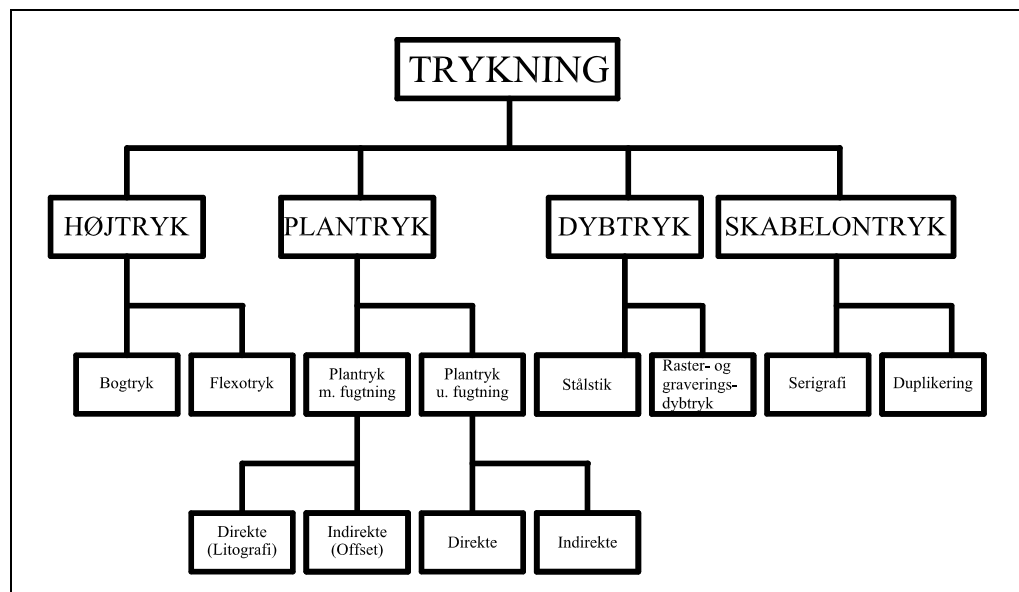 TRYKNING
HØJTRYK
PLANTRYK
DYBTRYK
SKABELONTRYK
Bogtryk
Flexotryk
Plantryk
m. fugtning
Plantryk
u. fugtning
Stålstik
Raster- og
graverings-
dybtryk
Serigrafi
Duplikering
Direkte
(Litografi)
Indirekte
(Offset)
Direkte
Indirekte